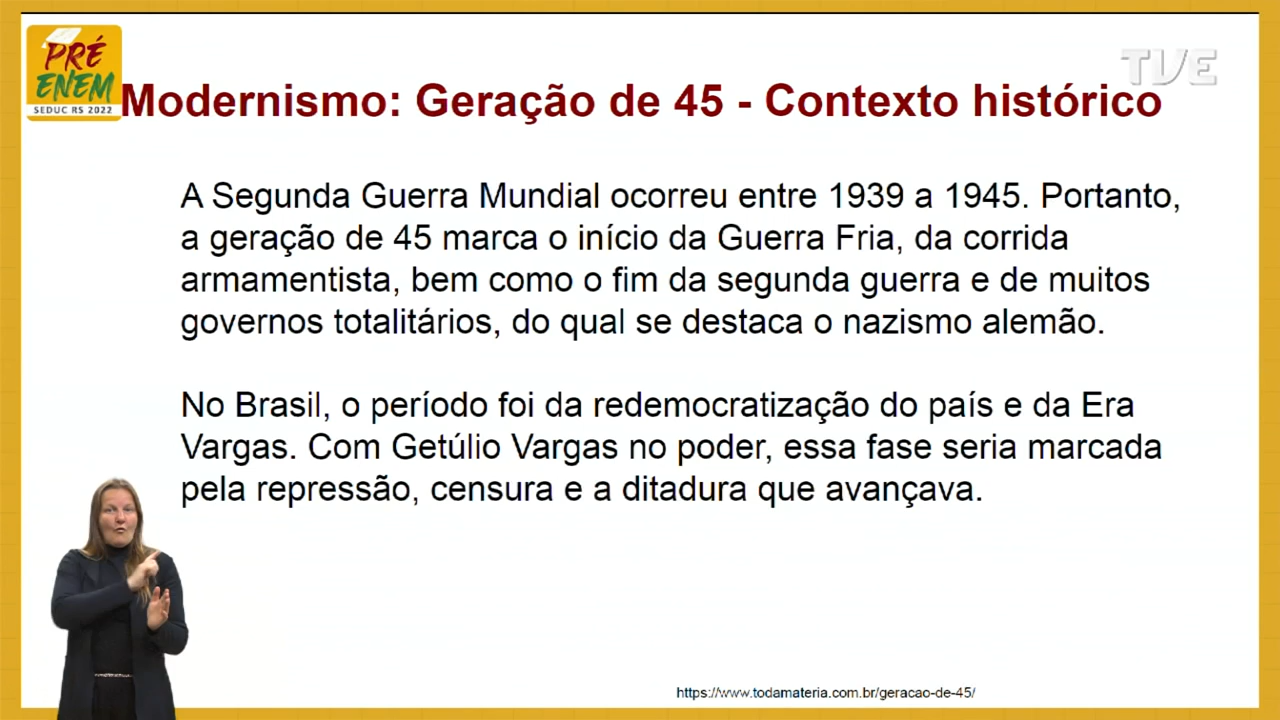 PRÉ
ENEM
SEDUC RS 2022
TVE
Modernismo: Geração de 45 - Contexto histórico
A Segunda Guerra Mundial ocorreu entre 1939 a 1945. Portanto,
a geração de 45 marca o início da Guerra Fria, da corrida
armamentista, bem como o fim da segunda guerra e de muitos
governos totalitários, do qual se destaca o nazismo alemão.
No Brasil, o período foi da redemocratização do país e da Era
Vargas. Com Getúlio Vargas no poder, essa fase seria marcada
pela repressão, censura e a ditadura que avançava.
https://www.todamateria.com.br/geracao-de-45/